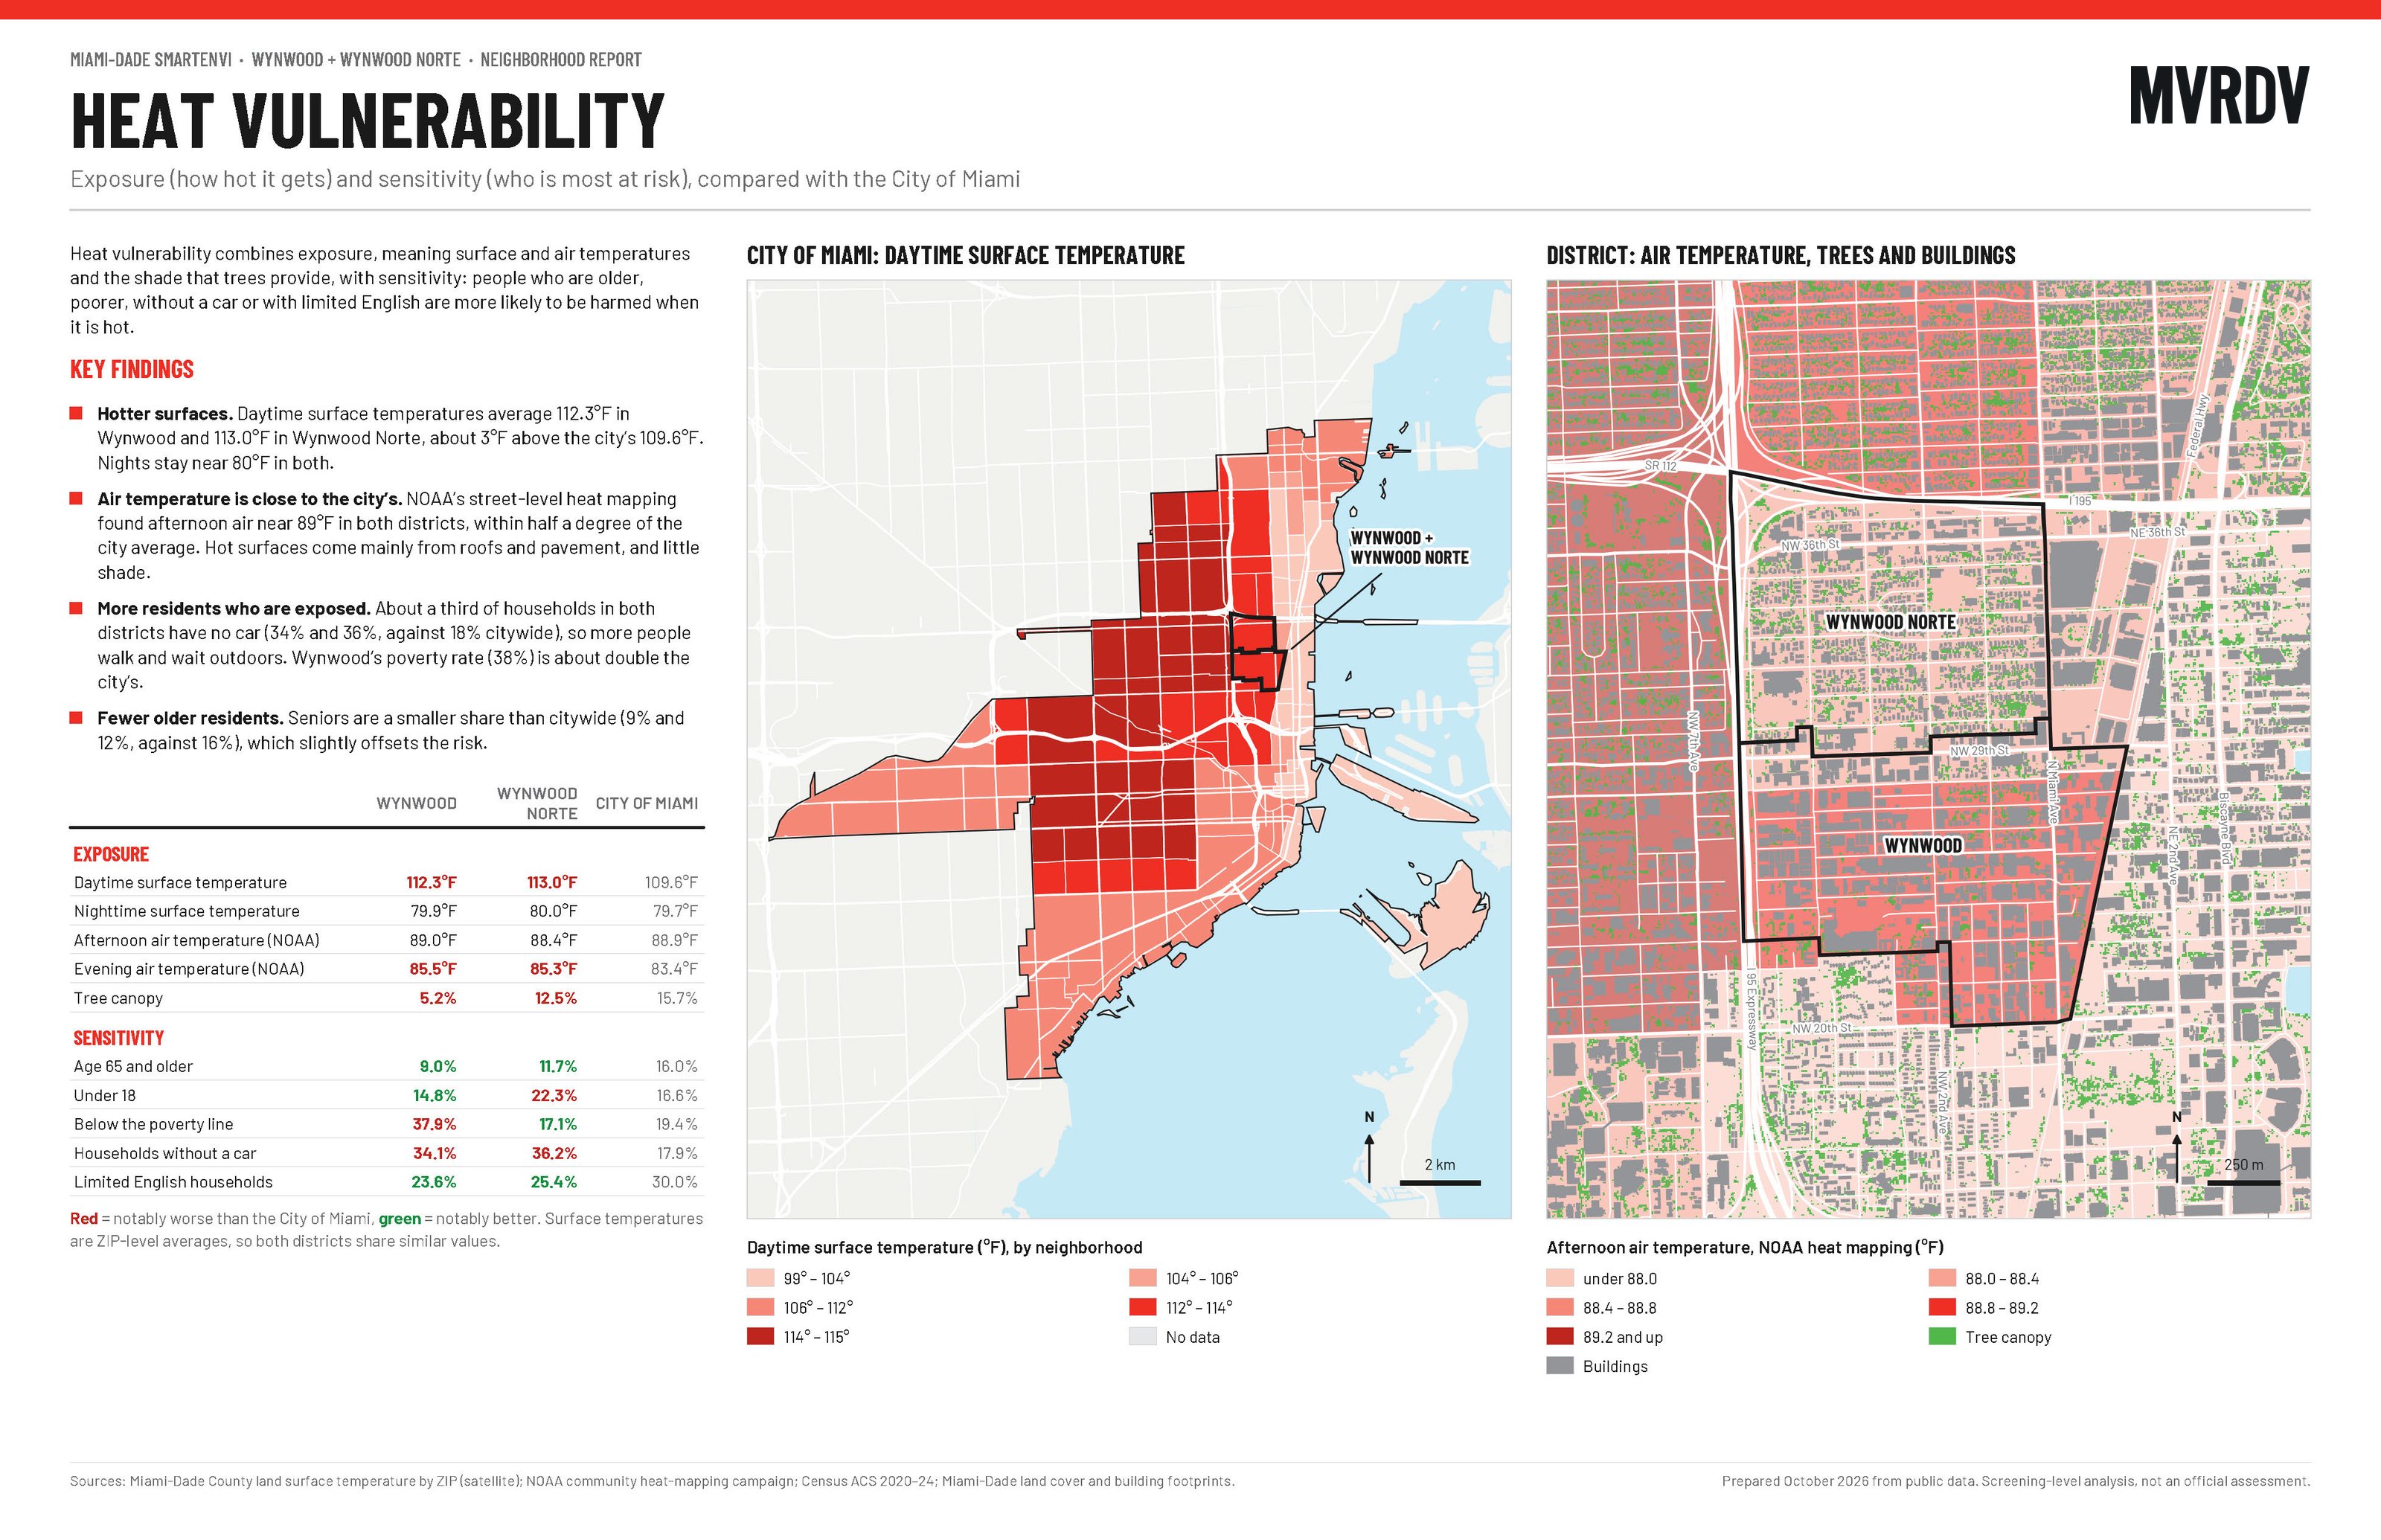 MIAMI-DADE SMARTENVI · WYNWOOD + WYNWOOD NORTE · NEIGHBORHOOD REPORT
MVRDV
HEAT VULNERABILITY
Exposure (how hot it gets) and sensitivity (who is most at risk), compared with the City of Miami
Heat vulnerability combines exposure, meaning surface and air temperatures
and the shade that trees provide, with sensitivity: people who are older,
poorer, without a car or with limited English are more likely to be harmed when
it is hot.
KEY FINDINGS
Hotter surfaces. Daytime surface temperatures average 112.3°F in
Wynwood and 113.0°F in Wynwood Norte, about 3°F above the city's 109.6°F.
Nights stay near 80°F in both.
Air temperature is close to the city's. NOAA's street-level heat mapping
found afternoon air near 89°F in both districts, within half a degree of the
city average. Hot surfaces come mainly from roofs and pavement, and little
shade.
More residents who are exposed. About a third of households in both
districts have no car (34% and 36%, against 18% citywide), so more people
walk and wait outdoors. Wynwood's poverty rate (38%) is about double the
city's.
Fewer older residents. Seniors are a smaller share than citywide (9% and
12%, against 16%), which slightly offsets the risk.
WYNWOOD WYNWOOD NORTE CITY OF MIAMI
EXPOSURE
Daytime surface temperature 112.3°F 113.0°F 109.6°F
Nighttime surface temperature 79.9°F 80.0°F 79.7°F
Afternoon air temperature (NOAA) 89.0°F 88.4°F 88.9°F
Evening air temperature (NOAA) 85.5°F 85.3°F 83.4°F
Tree canopy 5.2% 12.5% 15.7%
SENSITIVITY
Age 65 and older 9.0% 11.7% 16.0%
Under 18 14.8% 22.3% 16.6%
Below the poverty line 37.9% 17.1% 19.4%
Households without a car 34.1% 36.2% 17.9%
Limited English households 23.6% 25.4% 30.0%
Red = notably worse than the City of Miami, green = notably better. Surface temperatures
are ZIP-level averages, so both districts share similar values.
CITY OF MIAMI: DAYTIME SURFACE TEMPERATURE
WYNWOOD +
WYNWOOD NORTE
N
2 km
Daytime surface temperature (°F), by neighborhood
99° – 104°
104° – 106°
106° – 112°
112° – 114°
114° – 115°
No data
DISTRICT: AIR TEMPERATURE, TREES AND BUILDINGS
Federal Hwy
SR 112
I 195
NE 36th St
NW 36th St
WYNWOOD NORTE
NW 7th Ave
NW 29th St
N Miami Ave
Biscayne Blvd
NE 2nd Ave
WYNWOOD
I 95 Expressway
NW 20th St
NW 2nd Ave
N
250 m
Afternoon air temperature, NOAA heat mapping (°F)
under 88.0
88.0 – 88.4
88.4 – 88.8
88.8 – 89.2
89.2 and up
Tree canopy
Buildings
Sources: Miami-Dade County land surface temperature by ZIP (satellite); NOAA community heat-mapping campaign; Census ACS 2020–24; Miami-Dade land cover and building footprints.
Prepared October 2026 from public data. Screening-level analysis, not an official assessment.